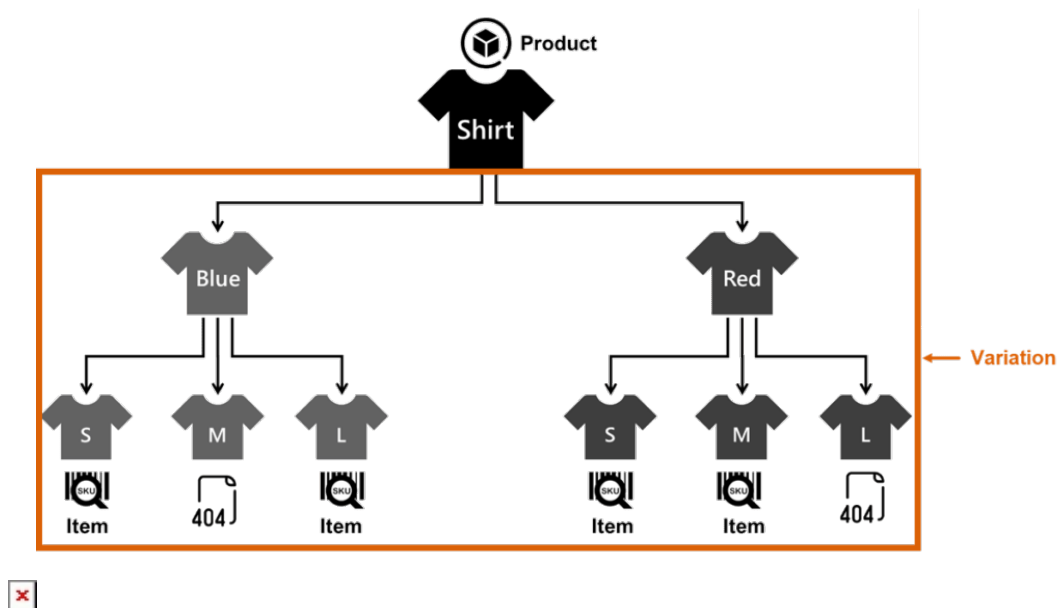 Product
Shirt
Blue
Red
Variation
S
M
L
S
M
L
SKU
404
SKU
SKU
SKU
404
Item
Item
Item
Item